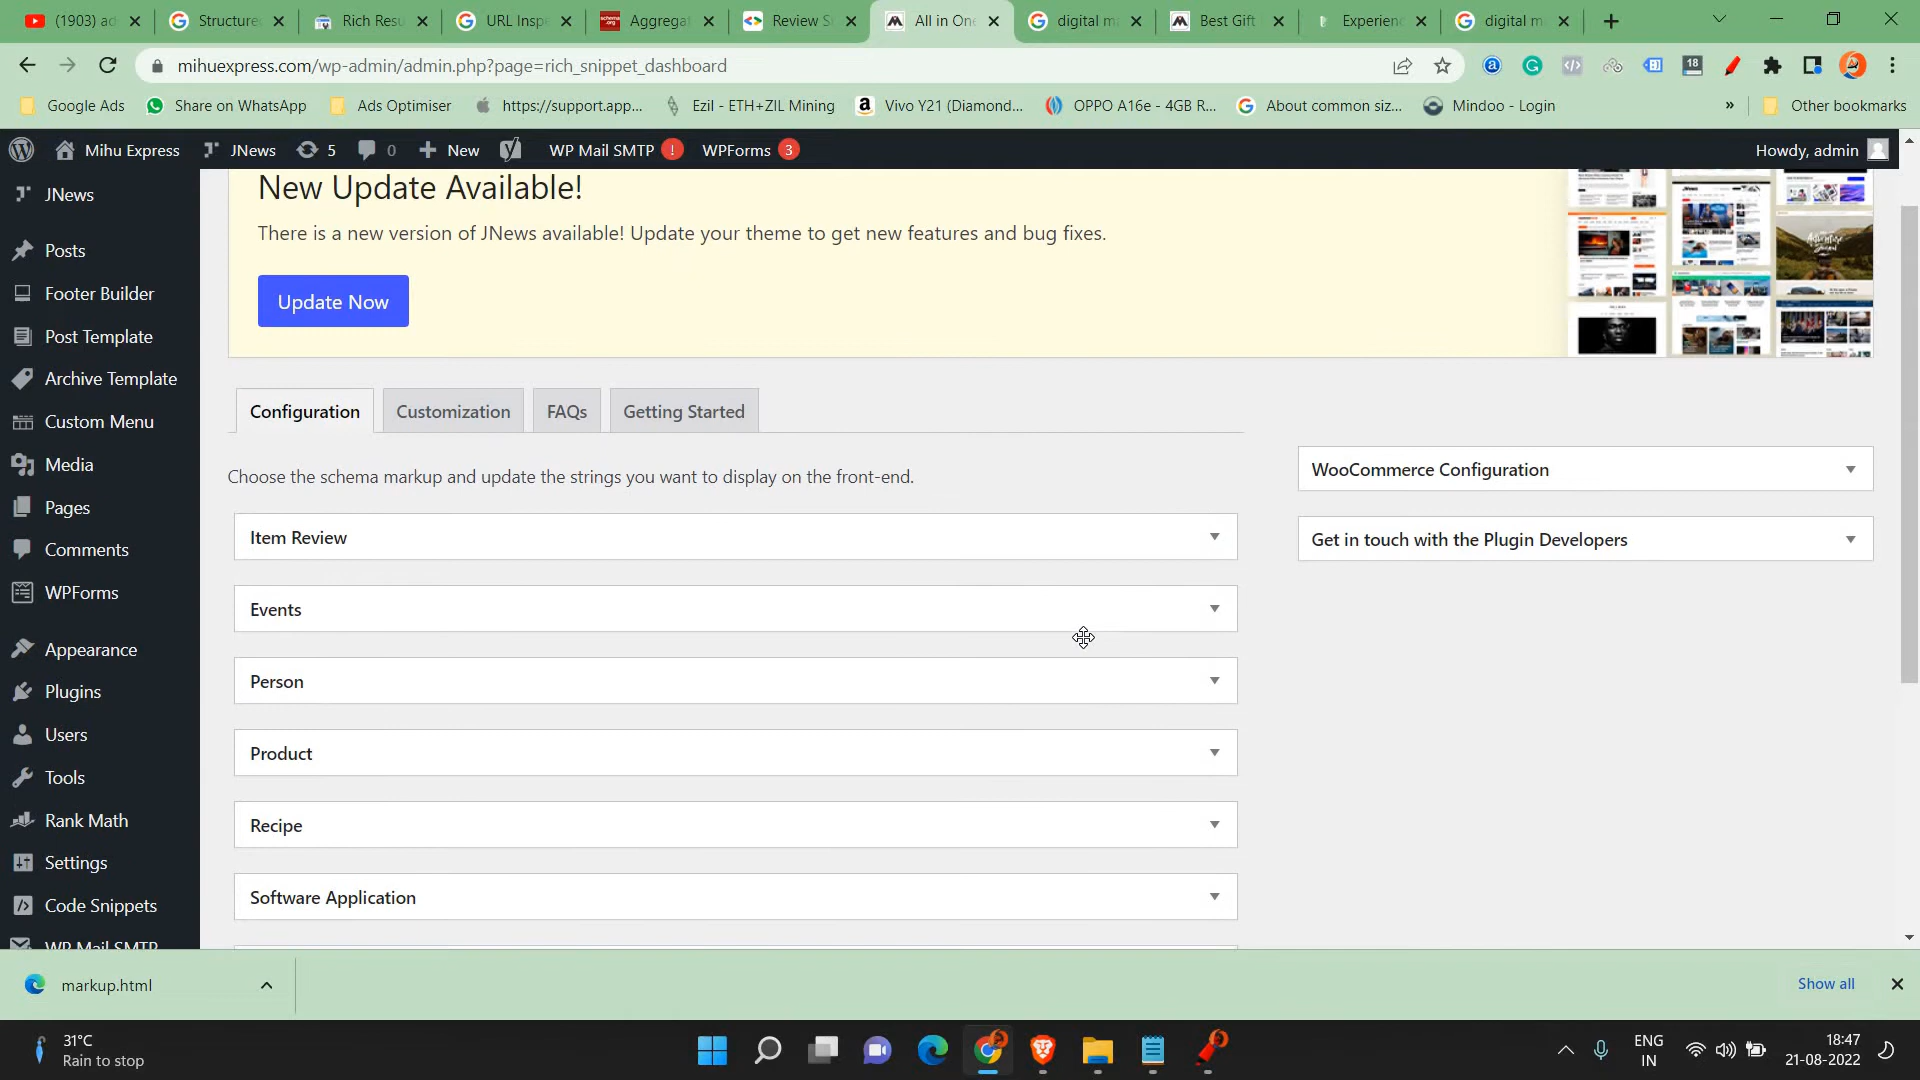 (1903) ad
Structure
Rich Resu
URL Insp
Aggregat
Review S
All in One
digital m
Best Gift
Experienc
digital m
mihuexpress.com/wp-admin/admin.php?page=rich_snippet_dashboard
18
Google Ads
Share on WhatsApp
Ads Optimiser
https://support.app...
Ezil - ETH+ZIL Mining
Vivo Y21 (Diamond...
OPPO A16e - 4GB R...
About common siz...
Mindoo - Login
»
Other bookmarks
Mihu Express
JNews
5
0
New
WP Mail SMTP !
WPForms 3
Howdy, admin
JNews
Posts
Footer Builder
Post Template
Archive Template
Custom Menu
Media
Pages
Comments
WPForms
Appearance
Plugins
Users
Tools
Rank Math
Settings
Code Snippets
WP Mail SMTP
New Update Available!
There is a new version of JNews available! Update your theme to get new features and bug fixes.
Update Now
Configuration
Customization
FAQs
Getting Started
Choose the schema markup and update the strings you want to display on the front-end.
Item Review
Events
Person
Product
Recipe
Software Application
WooCommerce Configuration
Get in touch with the Plugin Developers
markup.html
Show all
31°C
Rain to stop
ENG
IN
18:47
21-08-2022